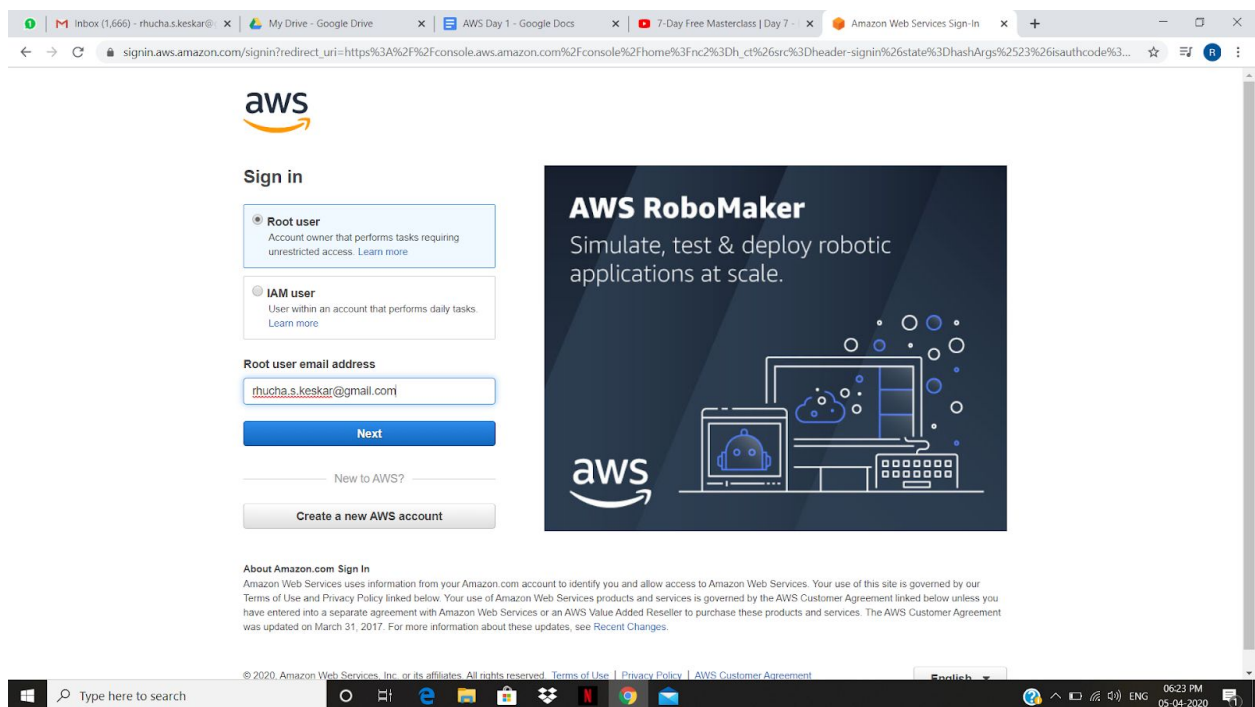 Inbox (1,666) - rhucha.s.keskar@
My Drive - Google Drive
AWS Day 1 - Google Docs
7-Day Free Masterclass | Day 7 -
Amazon Web Services Sign-In
signin.aws.amazon.com/signin?redirect_uri=https%3A%2F%2Fconsole.aws.amazon.com%2Fconsole%2Fhome%3Fnc2%3Dh_ct%26src%3Dheader-signin%26state%3DhashArgs%2523%26isauthcode%3...
R
aws
Sign in
Root user
Account owner that performs tasks requiring
unrestricted access. Learn more
IAM user
User within an account that performs daily tasks.
Learn more
Root user email address
rhucha.s.keskar@gmail.com
Next
New to AWS?
Create a new AWS account
AWS RoboMaker
Simulate, test & deploy robotic
applications at scale.
aws
About Amazon.com Sign In
Amazon Web Services uses information from your Amazon.com account to identify you and allow access to Amazon Web Services. Your use of this site is governed by our
Terms of Use and Privacy Policy linked below. Your use of Amazon Web Services products and services is governed by the AWS Customer Agreement linked below unless you
have entered into a separate agreement with Amazon Web Services or an AWS Value Added Reseller to purchase these products and services. The AWS Customer Agreement
was updated on March 31, 2017. For more information about these updates, see Recent Changes.
© 2020, Amazon Web Services, Inc. or its affiliates. All rights reserved. Terms of Use | Privacy Policy | AWS Customer Agreement
English
Type here to search
ENG
06:23 PM
05-04-2020